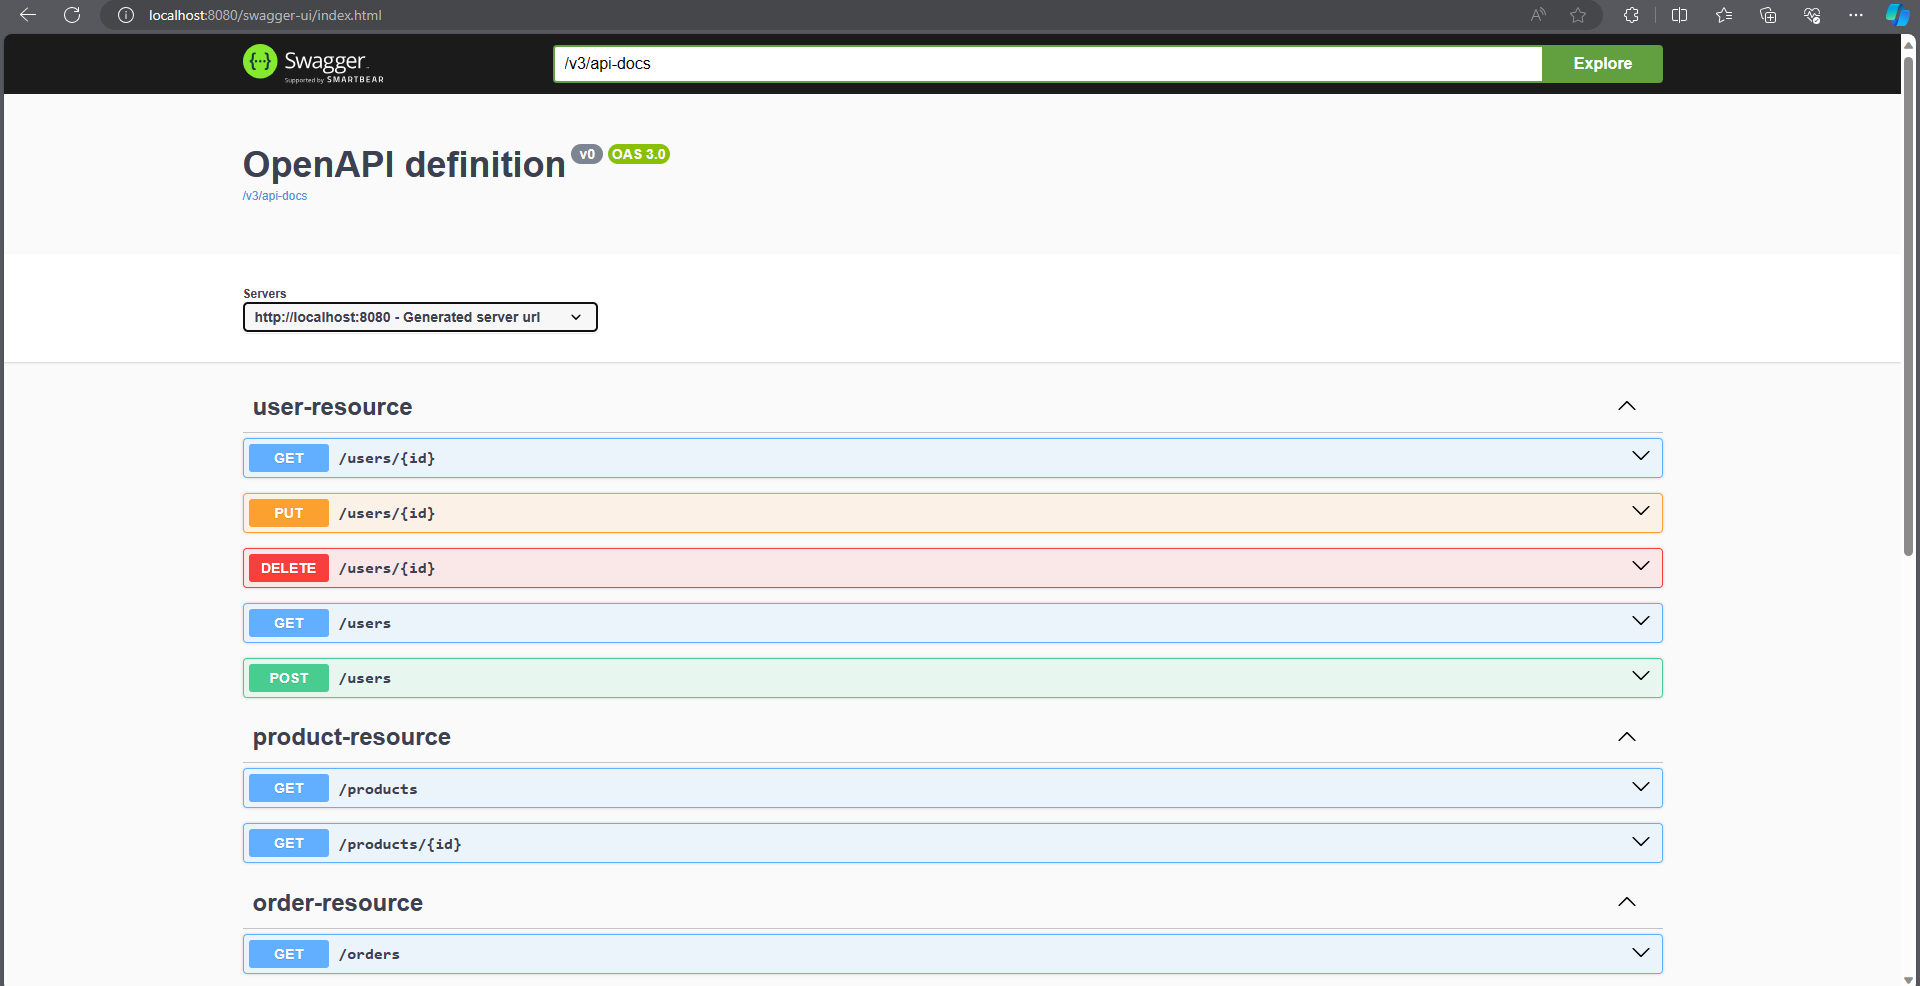 localhost:8080/swagger-ui/index.html
Swagger
Supported by SMARTBEAR
/v3/api-docs
Explore
OpenAPI definition v0 OAS 3.0
/v3/api-docs
Servers
http://localhost:8080 - Generated server url
user-resource
GET /users/{id}
PUT /users/{id}
DELETE /users/{id}
GET /users
POST /users
product-resource
GET /products
GET /products/{id}
order-resource
GET /orders